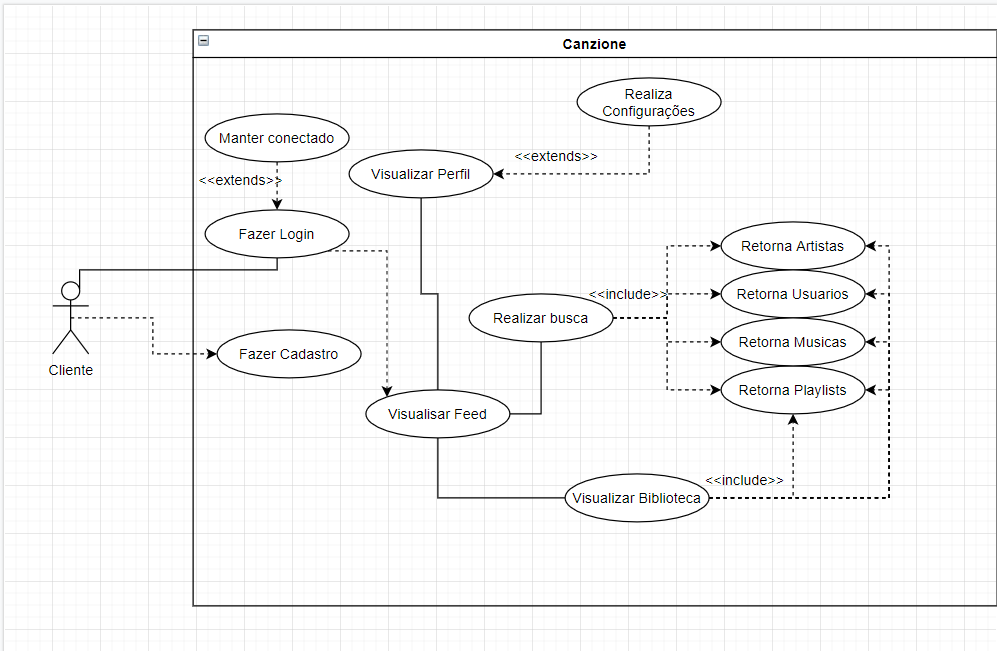 Canzione
Realiza
Configurações
Manter conectado
<<extends>>
Visualizar Perfil
<<extends>>
Fazer Login
Retorna Artistas
<<include>>
Retorna Usuarios
Realizar busca
Retorna Musicas
Fazer Cadastro
Cliente
Retorna Playlists
Visualisar Feed
<<include>>
Visualizar Biblioteca